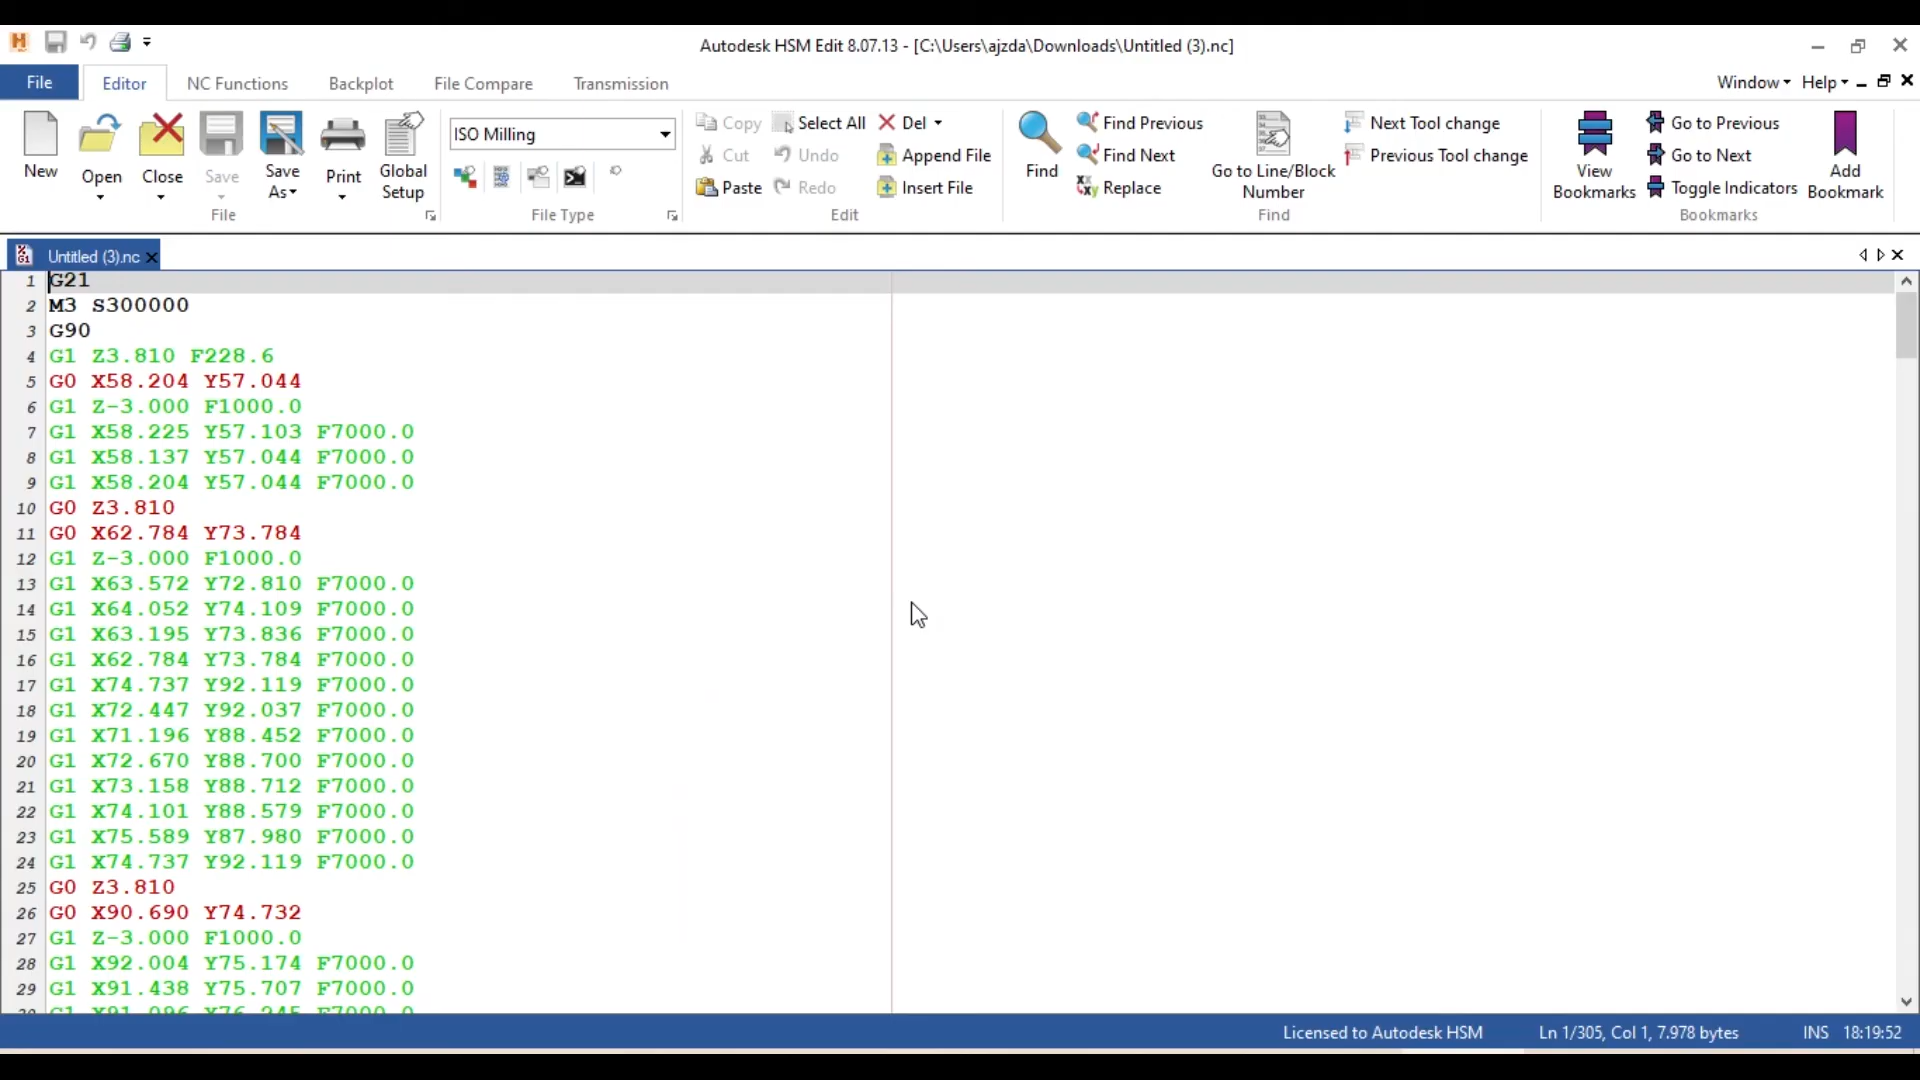 Autodesk HSM Edit 8.07.13 - [C:\Users\ajzda\Downloads\Untitled (3).nc]
File Editor NC Functions Backplot File Compare Transmission Window Help
New Open Close Save Save As Print Global Setup
File
ISO Milling
File Type
Copy Select All Del
Cut Undo Append File
Paste Redo Insert File
Edit
Find
Find Previous
Find Next
Replace
Go to Line/Block Number
Next Tool change
Previous Tool change
Find
View Bookmarks
Go to Previous
Go to Next
Toggle Indicators
Add Bookmark
Bookmarks
Untitled (3).nc
1 G21
2 M3 S300000
3 G90
4 G1 Z3.810 F228.6
5 G0 X58.204 Y57.044
6 G1 Z-3.000 F1000.0
7 G1 X58.225 Y57.103 F7000.0
8 G1 X58.137 Y57.044 F7000.0
9 G1 X58.204 Y57.044 F7000.0
10 G0 Z3.810
11 G0 X62.784 Y73.784
12 G1 Z-3.000 F1000.0
13 G1 X63.572 Y72.810 F7000.0
14 G1 X64.052 Y74.109 F7000.0
15 G1 X63.195 Y73.836 F7000.0
16 G1 X62.784 Y73.784 F7000.0
17 G1 X74.737 Y92.119 F7000.0
18 G1 X72.447 Y92.037 F7000.0
19 G1 X71.196 Y88.452 F7000.0
20 G1 X72.670 Y88.700 F7000.0
21 G1 X73.158 Y88.712 F7000.0
22 G1 X74.101 Y88.579 F7000.0
23 G1 X75.589 Y87.980 F7000.0
24 G1 X74.737 Y92.119 F7000.0
25 G0 Z3.810
26 G0 X90.690 Y74.732
27 G1 Z-3.000 F1000.0
28 G1 X92.004 Y75.174 F7000.0
29 G1 X91.438 Y75.707 F7000.0
Licensed to Autodesk HSM Ln 1/305, Col 1, 7.978 bytes INS 18:19:52